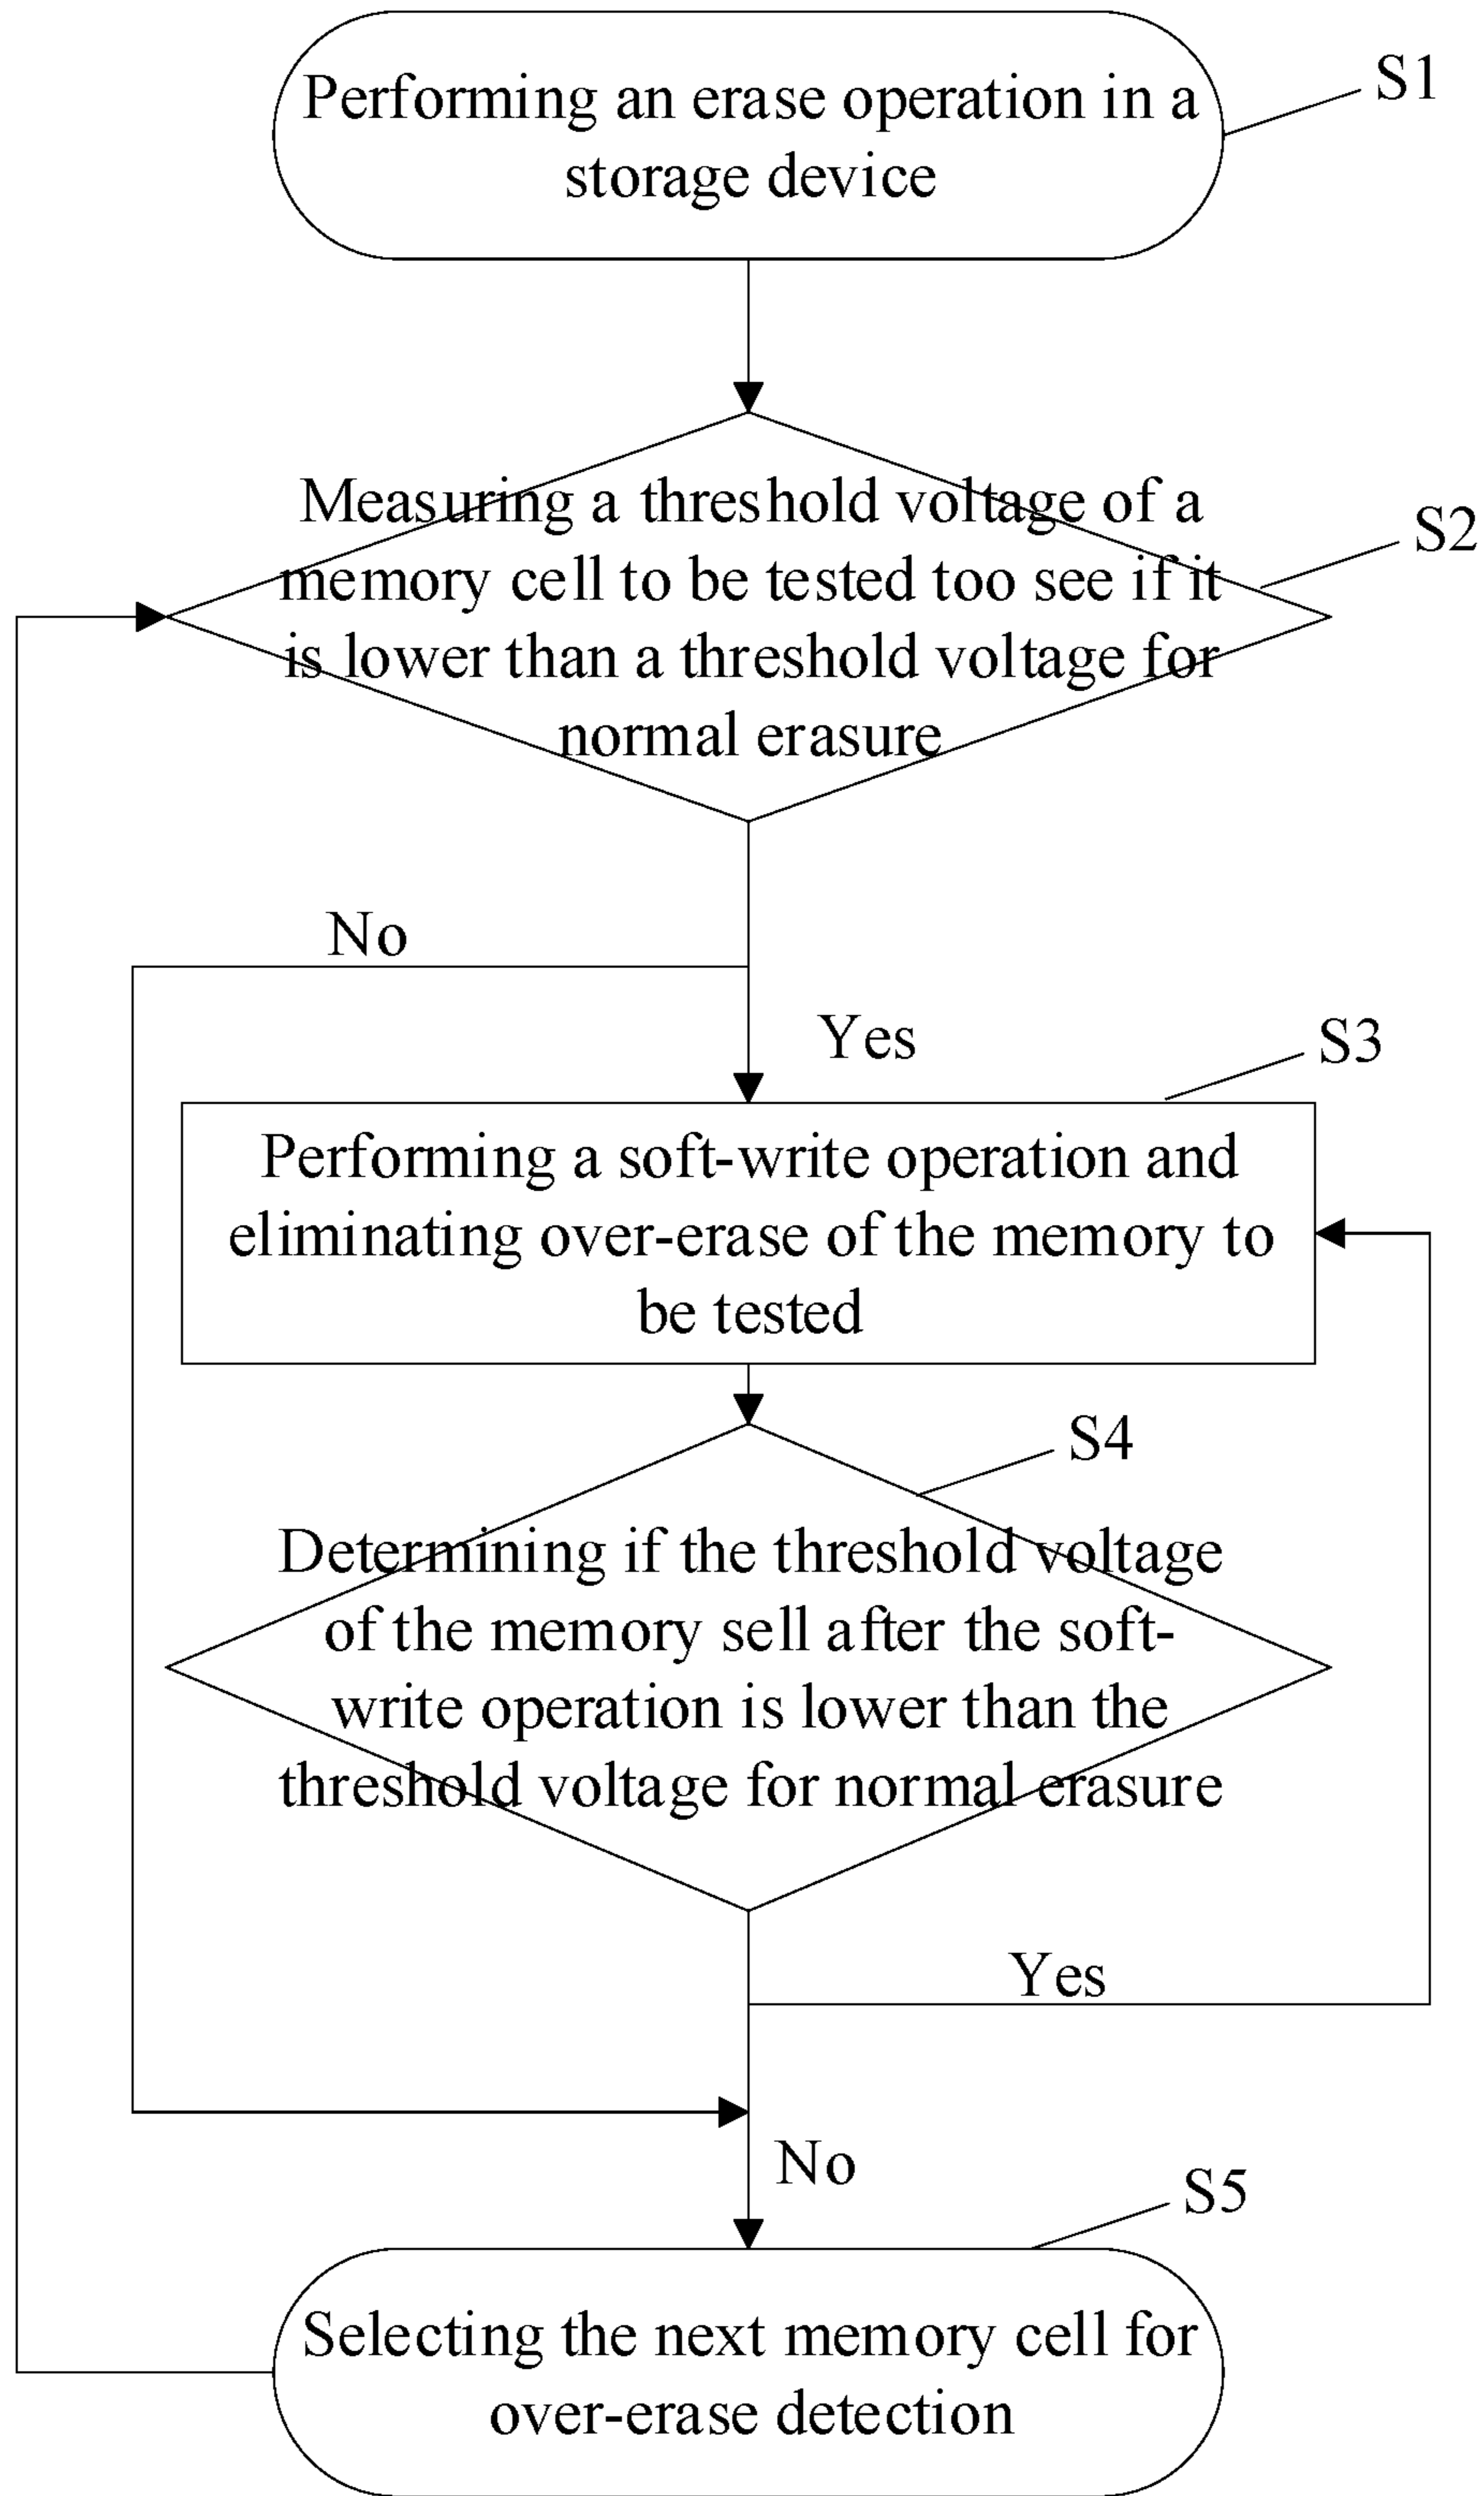 Performing an erase operation in a
storage device
S1
Measuring a threshold voltage of a
memory cell to be tested too see if it
is lower than a threshold voltage for
normal erasure
S2
No
Yes
S3
Performing a soft-write operation and
eliminating over-erase of the memory to
be tested
S4
Determining if the threshold voltage
of the memory sell after the soft-
write operation is lower than the
threshold voltage for normal erasure
Yes
No
S5
Selecting the next memory cell for
over-erase detection